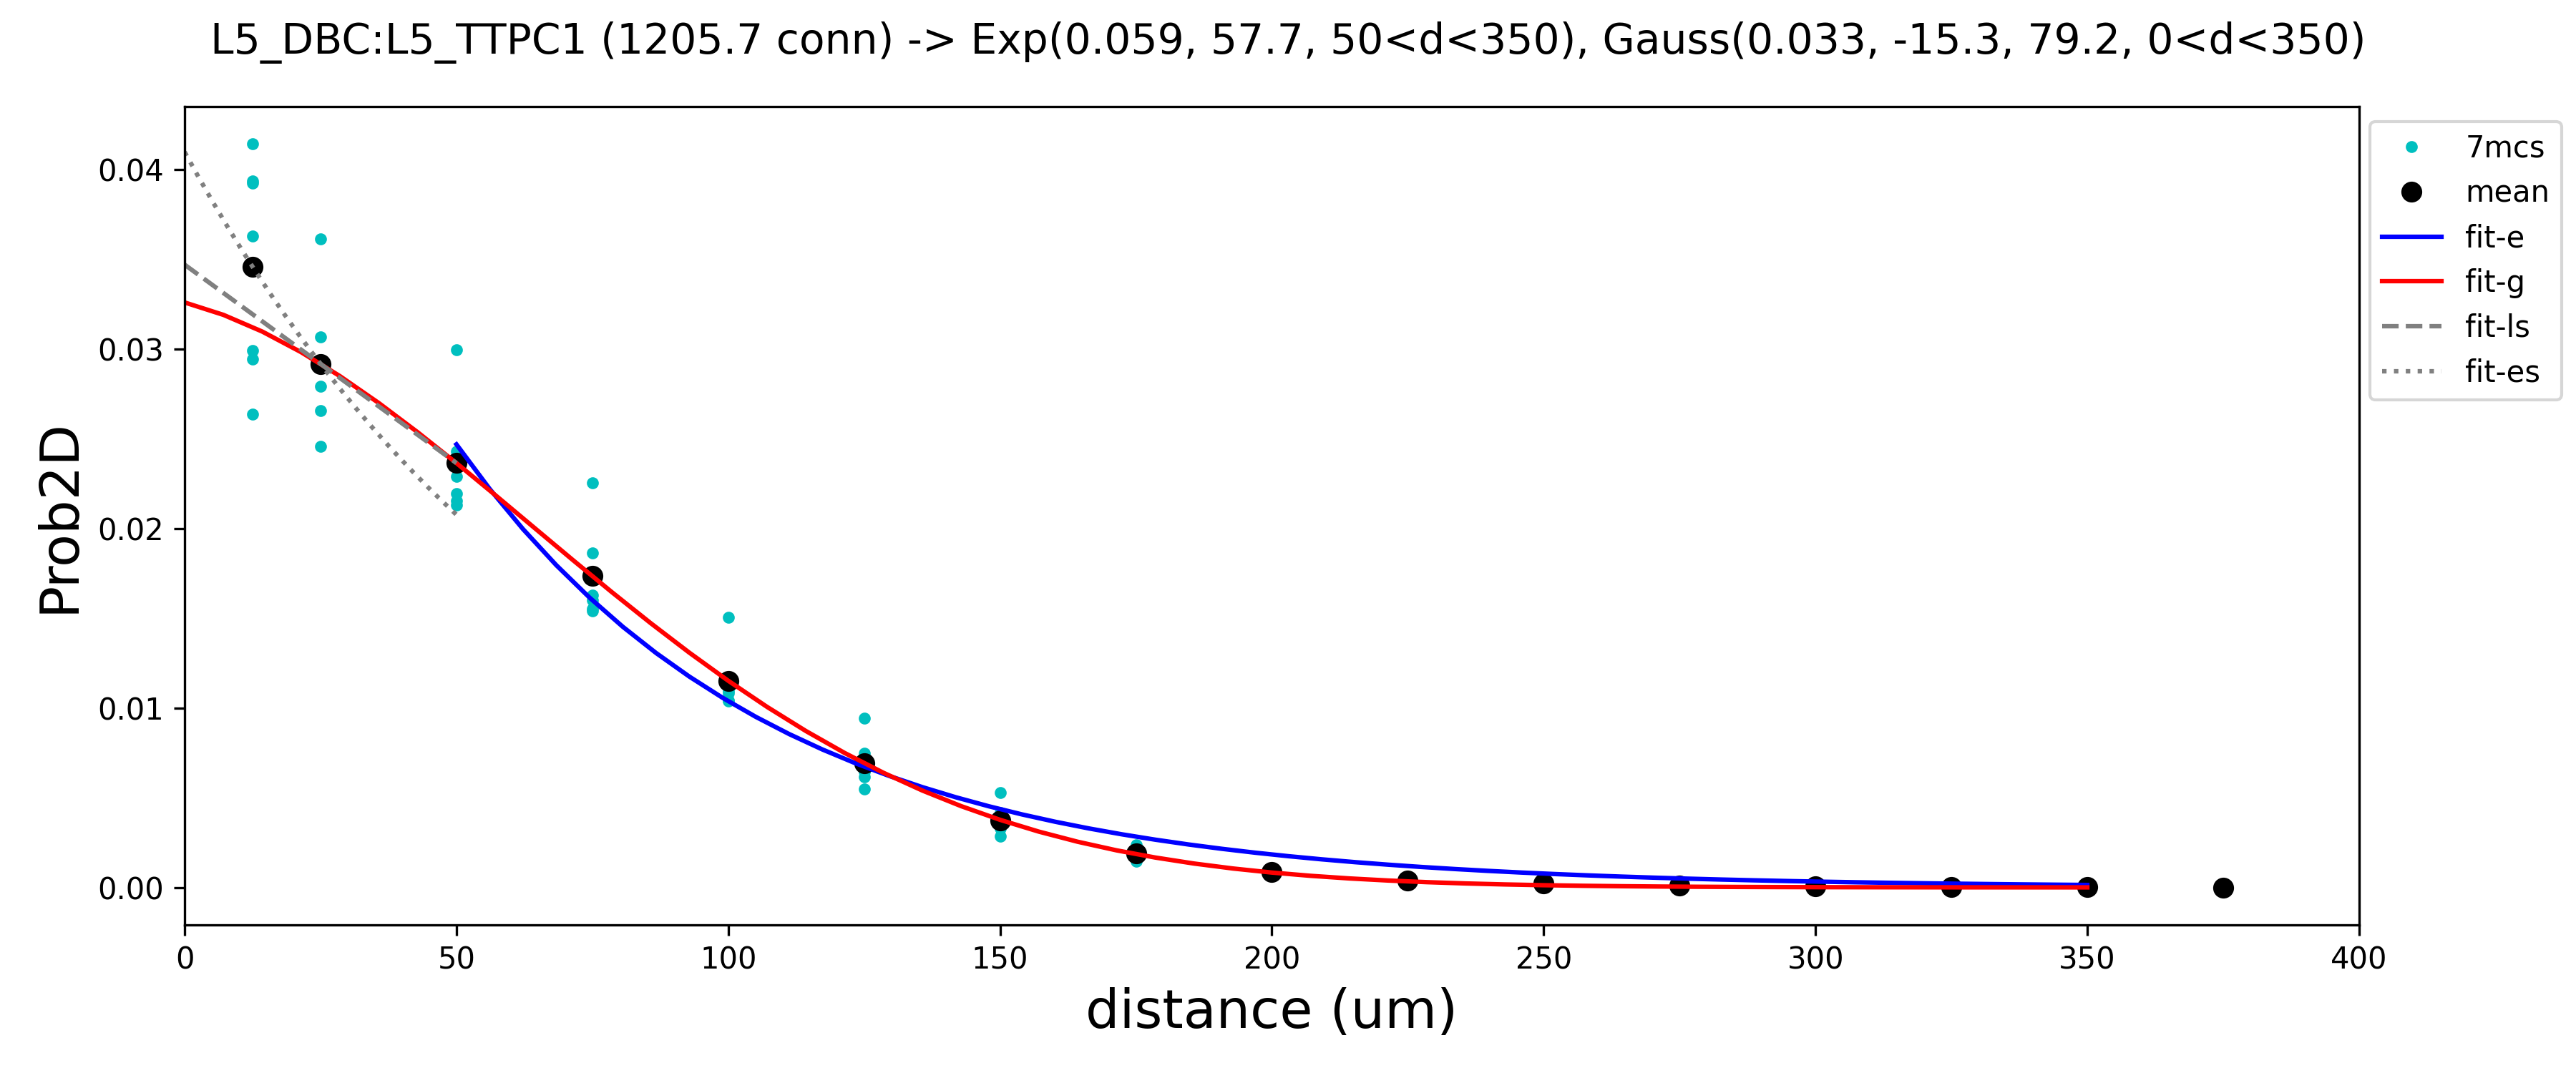 L5_DBC:L5_TTPC1 (1205.7 conn) -> Exp(0.059, 57.7, 50<d<350), Gauss(0.033, -15.3, 79.2, 0<d<350)
7mcs
mean
fit-e
fit-g
fit-ls
fit-es
Prob2D
0.04
0.03
0.02
0.01
0.00
0 50 100 150 200 250 300 350 400
distance (um)